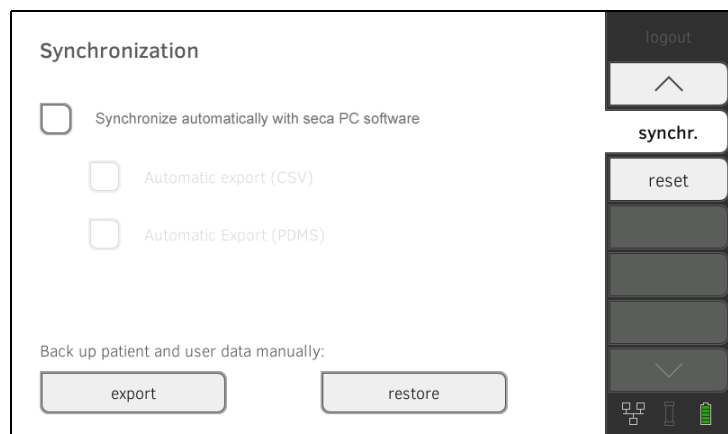 Synchronization
Synchronize automatically with seca PC software
Automatic export (CSV)
Automatic Export (PDMS)
Back up patient and user data manually:
export
restore
logout
synchr.
reset